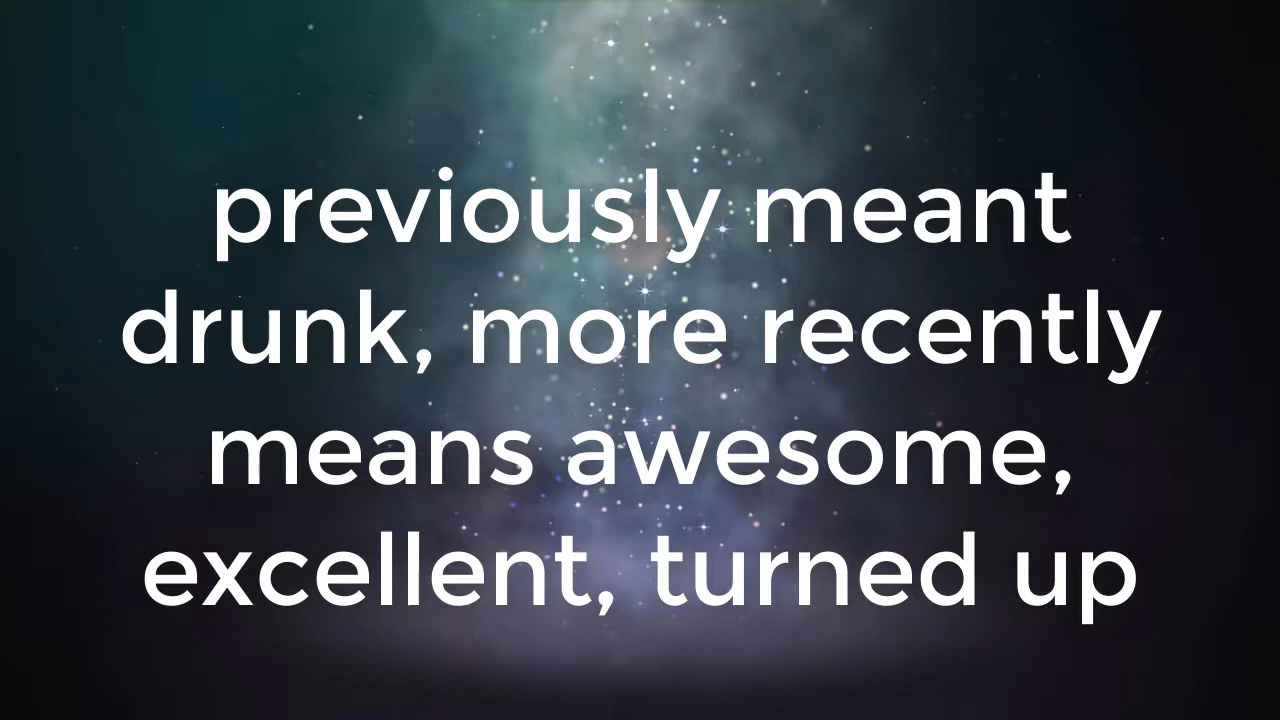 previously meant
drunk, more recently
means awesome,
excellent, turned up